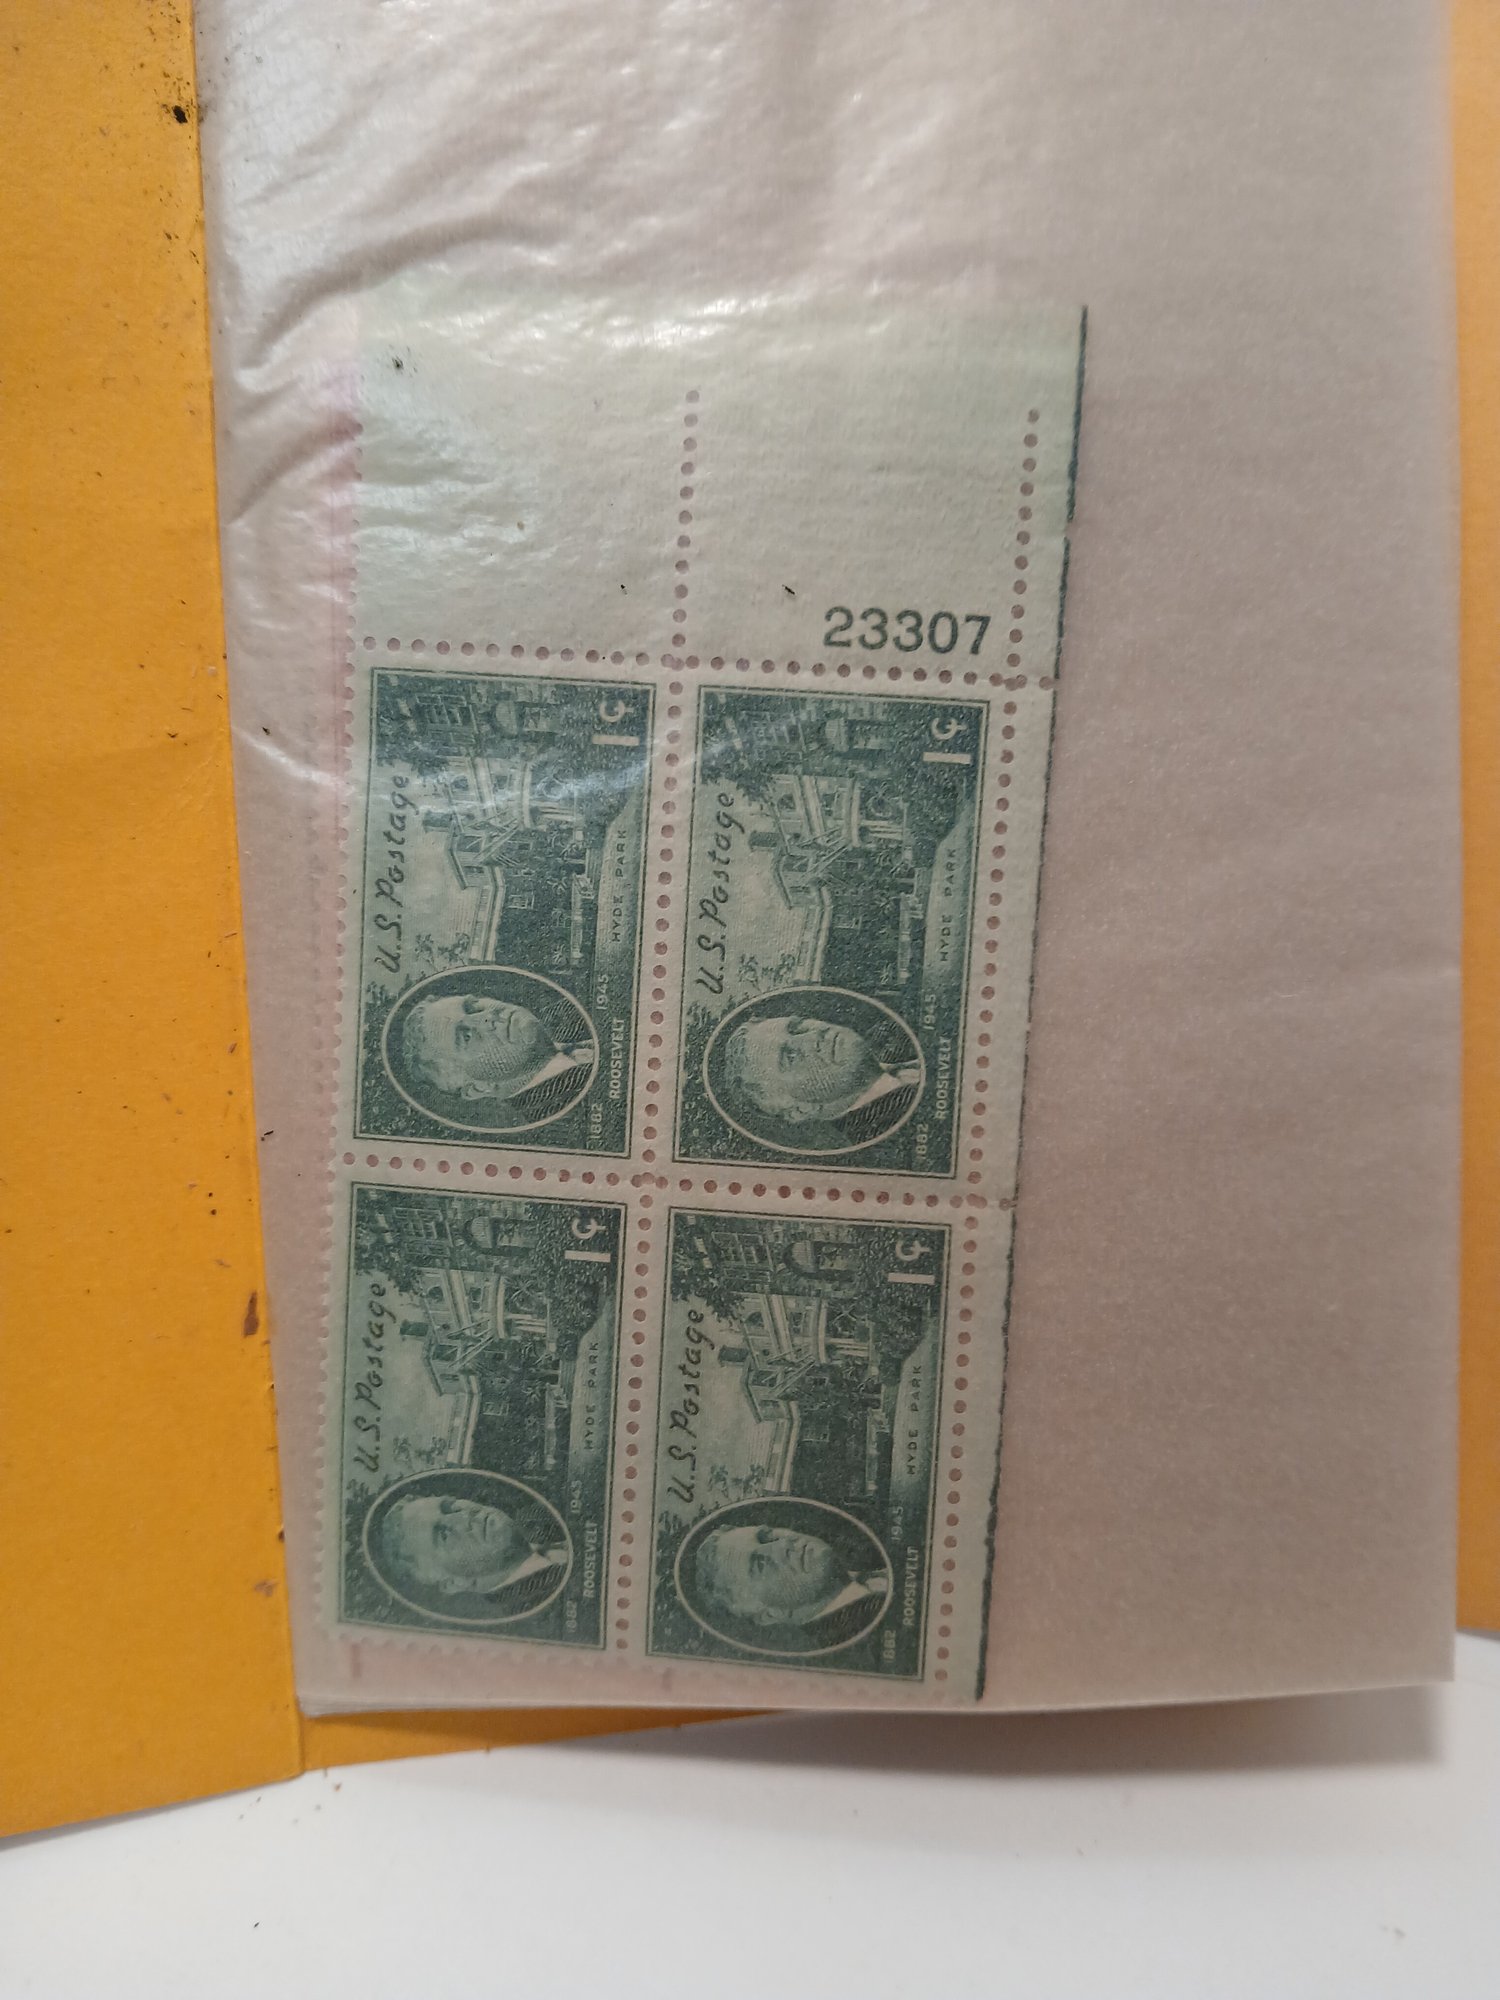 23307
U.S. Postage
1¢
HYDE PARK
1882 1945
ROOSEVELT
U.S. Postage
1¢
HYDE PARK
1882 1945
ROOSEVELT
U.S. Postage
1¢
HYDE PARK
1882 1945
ROOSEVELT
U.S. Postage
1¢
HYDE PARK
1882 1945
ROOSEVELT